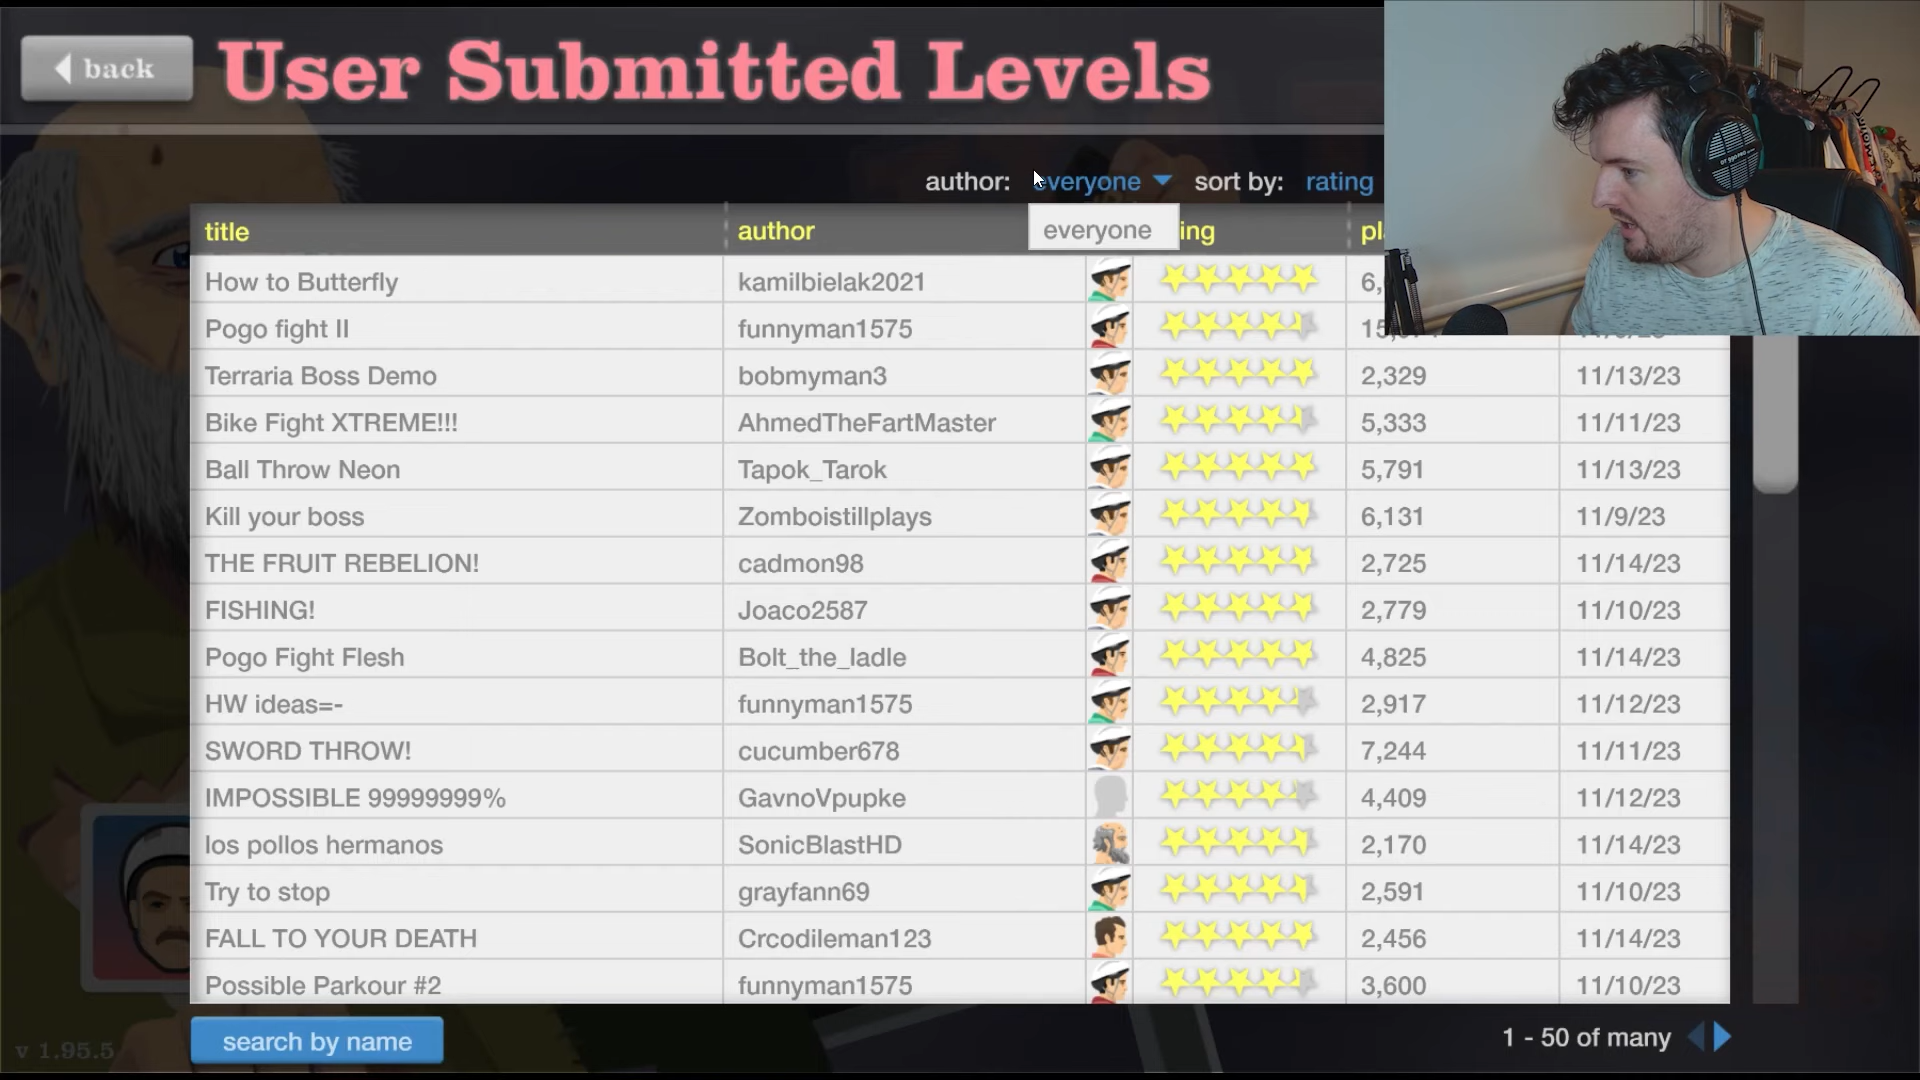 back
User Submitted Levels
author: everyone sort by: rating
everyone
title author ing pl
How to Butterfly kamilbielak2021 6,
Pogo fight II funnyman1575
Terraria Boss Demo bobmyman3 2,329 11/13/23
Bike Fight XTREME!!! AhmedTheFartMaster 5,333 11/11/23
Ball Throw Neon Tapok_Tarok 5,791 11/13/23
Kill your boss Zomboistillplays 6,131 11/9/23
THE FRUIT REBELION! cadmon98 2,725 11/14/23
FISHING! Joaco2587 2,779 11/10/23
Pogo Fight Flesh Bolt_the_ladle 4,825 11/14/23
HW ideas=- funnyman1575 2,917 11/12/23
SWORD THROW! cucumber678 7,244 11/11/23
IMPOSSIBLE 99999999% GavnoVpupke 4,409 11/12/23
los pollos hermanos SonicBlastHD 2,170 11/14/23
Try to stop grayfann69 2,591 11/10/23
FALL TO YOUR DEATH Crcodileman123 2,456 11/14/23
Possible Parkour #2 funnyman1575 3,600 11/10/23
search by name
1 - 50 of many
v 1.95.5